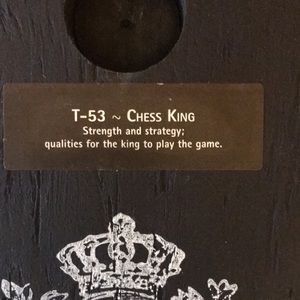 T-53 ~ Chess King
Strength and strategy;
qualities for the king to play the game.